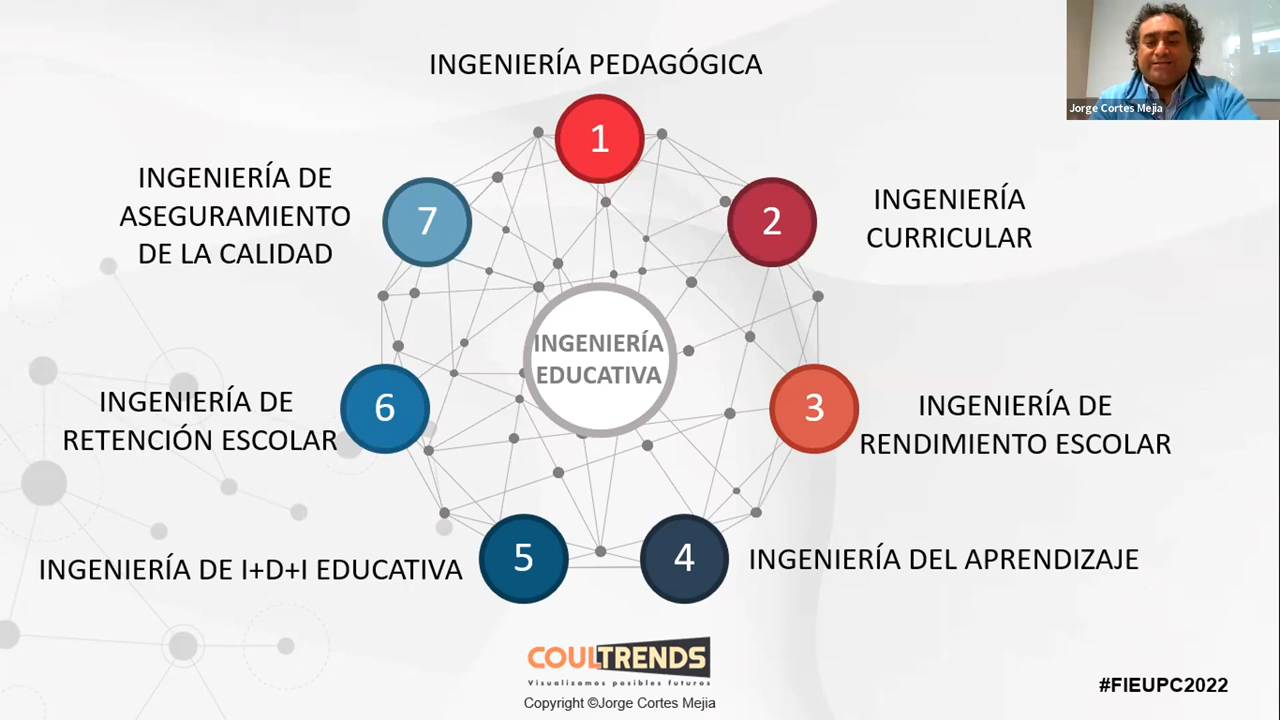 INGENIERÍA PEDAGÓGICA
Jorge Cortes Mejia
1
INGENIERÍA DE
ASEGURAMIENTO
DE LA CALIDAD
7
2
INGENIERÍA
CURRICULAR
INGENIERÍA
EDUCATIVA
INGENIERÍA DE
RETENCIÓN ESCOLAR
6
3
INGENIERÍA DE
RENDIMIENTO ESCOLAR
INGENIERÍA DE I+D+I EDUCATIVA
5
4
INGENIERÍA DEL APRENDIZAJE
COULTRENDS
Visualizamos posibles futuros
Copyright ©Jorge Cortes Mejia
#FIEUPC2022